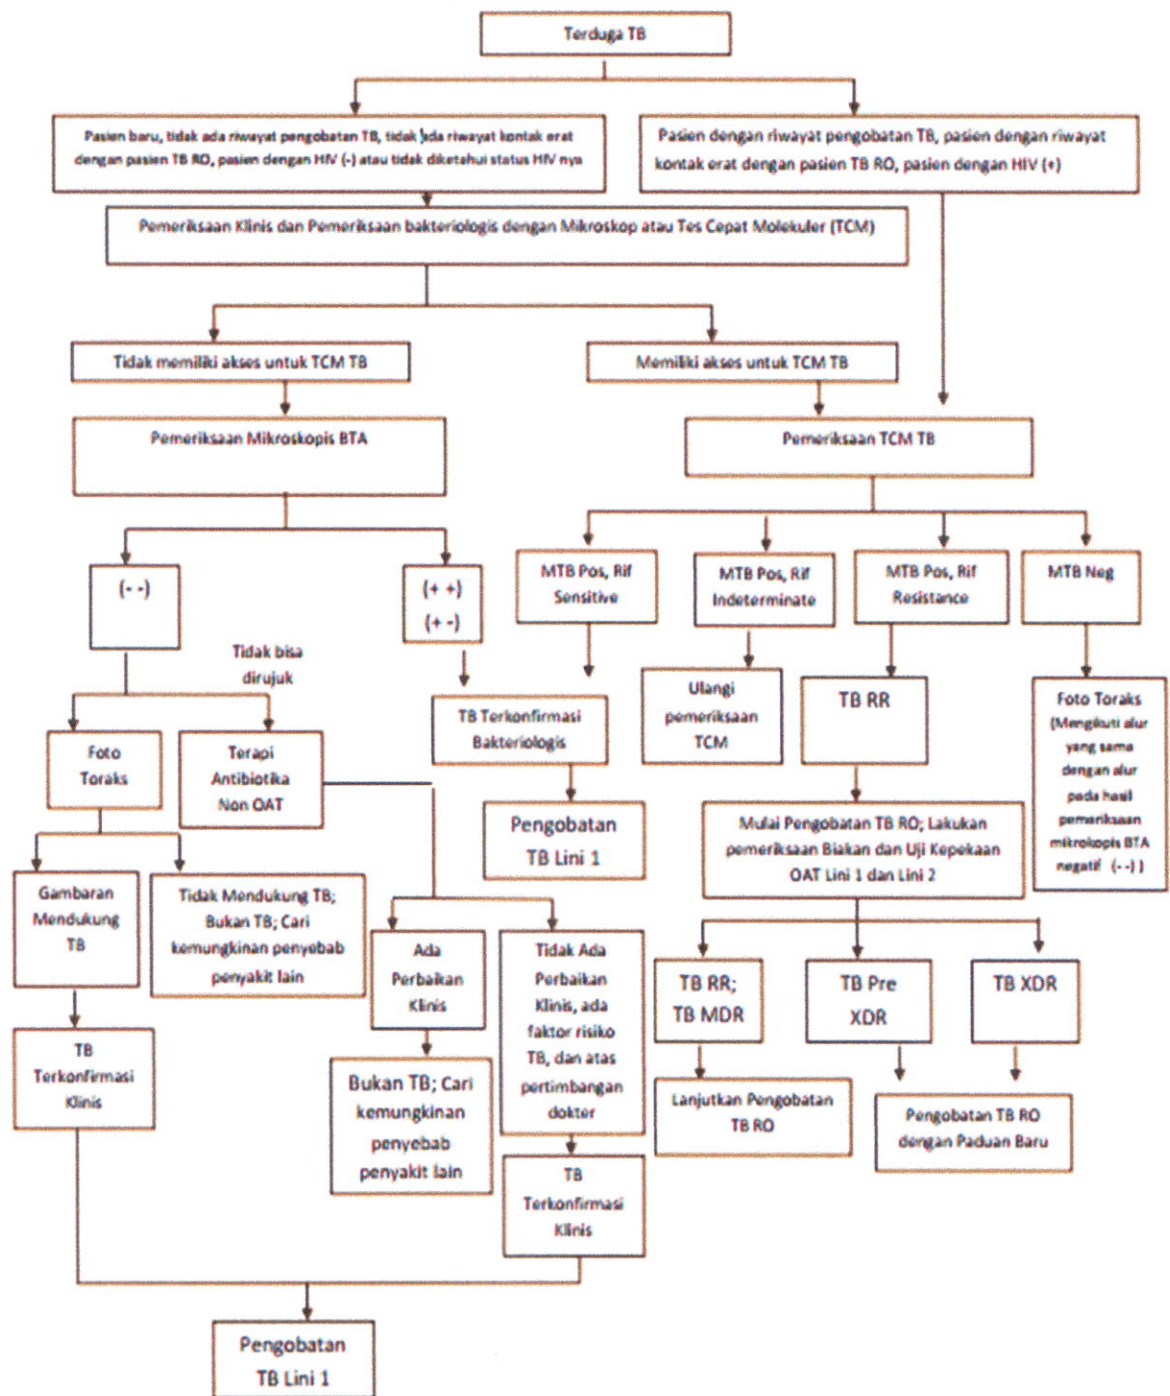 Terduga TB
Pasien baru, tidak ada riwayat pengobatan TB, tidak ada riwayat kontak erat
dengan pasien TB RO, pasien dengan HIV (-) atau tidak diketahui status HIV nya
Pasien dengan riwayat pengobatan TB, pasien dengan riwayat
kontak erat dengan pasien TB RO, pasien dengan HIV (+)
Pemeriksaan Klinis dan Pemeriksaan bakteriologis dengan Mikroskop atau Tes Cepat Molekuler (TCM)
Tidak memiliki akses untuk TCM TB
Memiliki akses untuk TCM TB
Pemeriksaan Mikroskopis BTA
Pemeriksaan TCM TB
(- -)
(+ +)
(+ -)
MTB Pos, Rif
Sensitive
MTB Pos, Rif
Indeterminate
MTB Pos, Rif
Resistance
MTB Neg
Tidak bisa
dirujuk
Foto
Toraks
Terapi
Antibiotika
Non OAT
TB Terkonfirmasi
Bakteriologis
Ulangi
pemeriksaan
TCM
TB RR
Foto Toraks
(Mengikuti alur
yang sama
dengan alur
pada hasil
pemeriksaan
mikrokopis BTA
negatif (- -) )
Pengobatan
TB Lini 1
Mulai Pengobatan TB RO; Lakukan
pemeriksaan Biakan dan Uji Kepekaan
OAT Lini 1 dan Lini 2
Gambaran
Mendukung
TB
Tidak Mendukung TB;
Bukan TB; Cari
kemungkinan penyebab
penyakit lain
Ada
Perbaikan
Klinis
Tidak Ada
Perbaikan
Klinis, ada
faktor risiko
TB, dan atas
pertimbangan
dokter
TB RR;
TB MDR
TB Pre
XDR
TB XDR
TB
Terkonfirmasi
Klinis
Bukan TB; Cari
kemungkinan
penyebab
penyakit lain
Lanjutkan Pengobatan
TB RO
Pengobatan TB RO
dengan Paduan Baru
TB
Terkonfirmasi
Klinis
Pengobatan
TB Lini 1